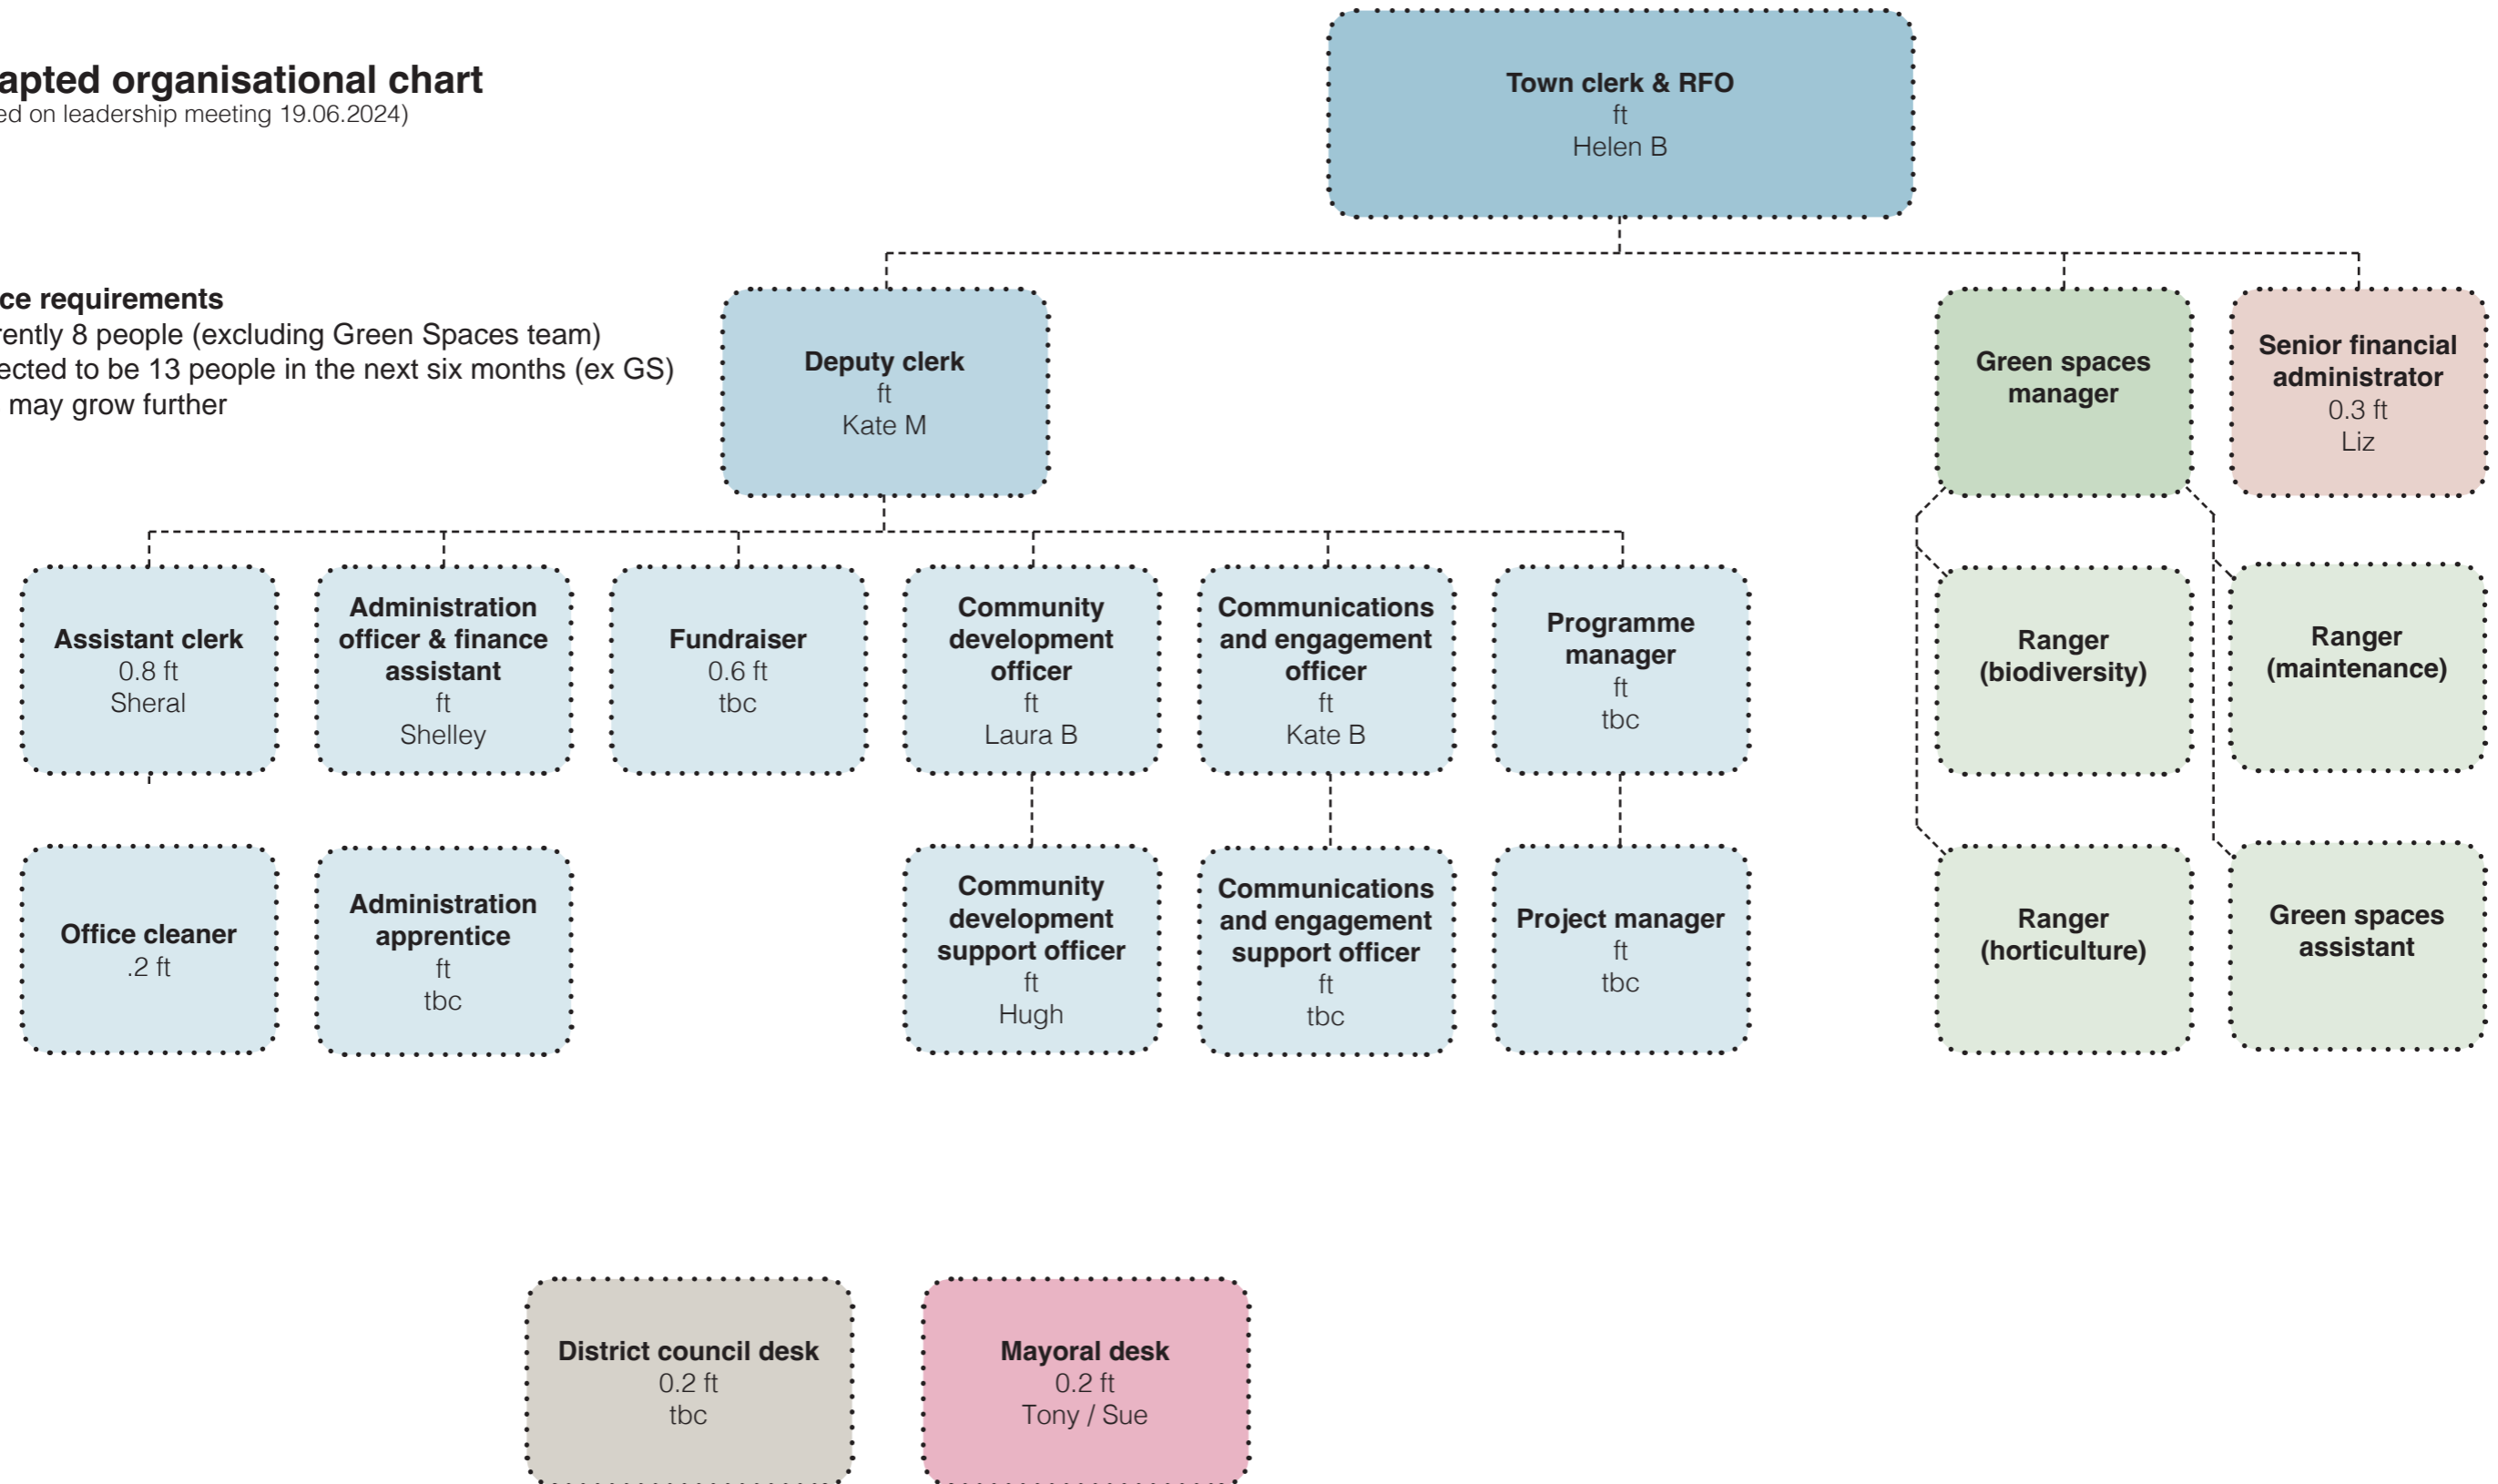 apted organisational chart
ed on leadership meeting 19.06.2024)
Town clerk & RFO
ft
Helen B
ce requirements
rently 8 people (excluding Green Spaces team)
ected to be 13 people in the next six months (ex GS)
may grow further
Deputy clerk
ft
Kate M
Green spaces
manager
Senior financial
administrator
0.3 ft
Liz
Assistant clerk
0.8 ft
Sheral
Administration
officer & finance
assistant
ft
Shelley
Fundraiser
0.6 ft
tbc
Community
development
officer
ft
Laura B
Communications
and engagement
officer
ft
Kate B
Programme
manager
ft
tbc
Ranger
(biodiversity)
Ranger
(maintenance)
Office cleaner
.2 ft
Administration
apprentice
ft
tbc
Community
development
support officer
ft
Hugh
Communications
and engagement
support officer
ft
tbc
Project manager
ft
tbc
Ranger
(horticulture)
Green spaces
assistant
District council desk
0.2 ft
tbc
Mayoral desk
0.2 ft
Tony / Sue